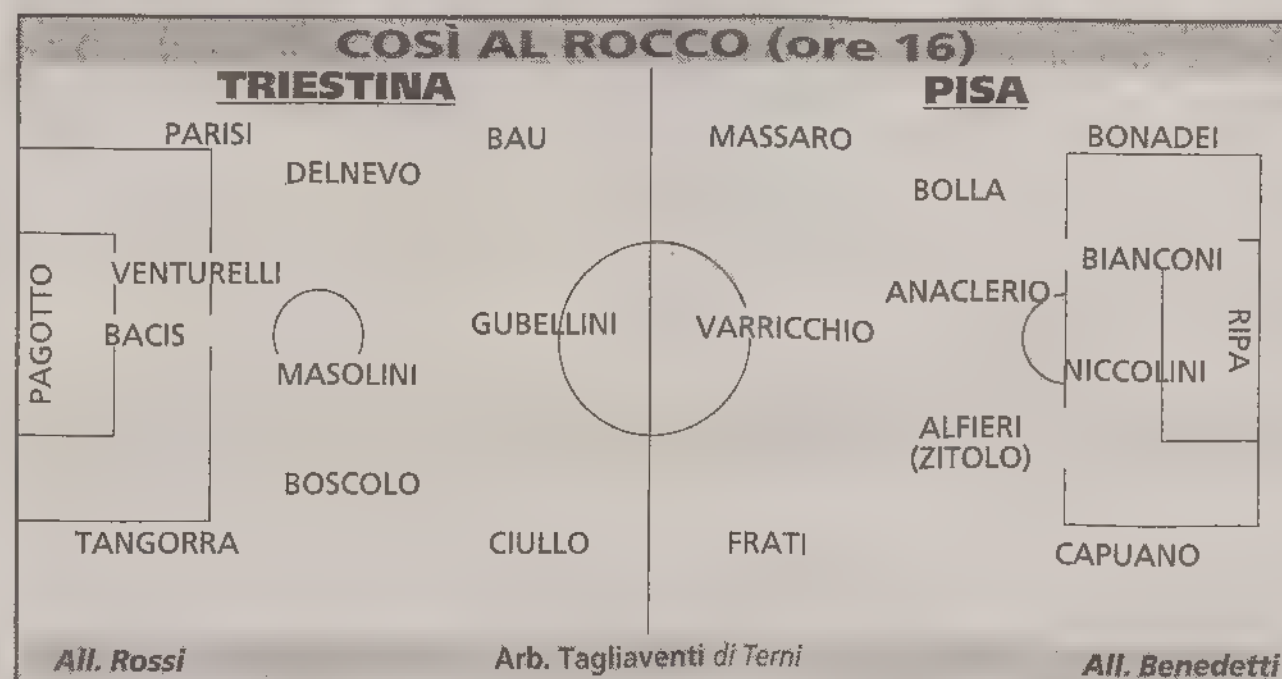 COSÌ AL ROCCO (ore 16)
TRIESTINA
PISA
PARISI
BAU
MASSARO
BONADEI
DELNEVO
BOLLA
VENTURELLI
BIANCONI
ANACLERIO
PAGOTTO
BACIS
GUBELLINI
VARRICCHIO
RIPA
MASOLINI
NICCOLINI
ALFIERI
(ZITOLO)
BOSCOLO
TANGORRA
CIULLO
FRATI
CAPUANO
All. Rossi
Arb. Tagliaventi di Terni
All. Benedetti